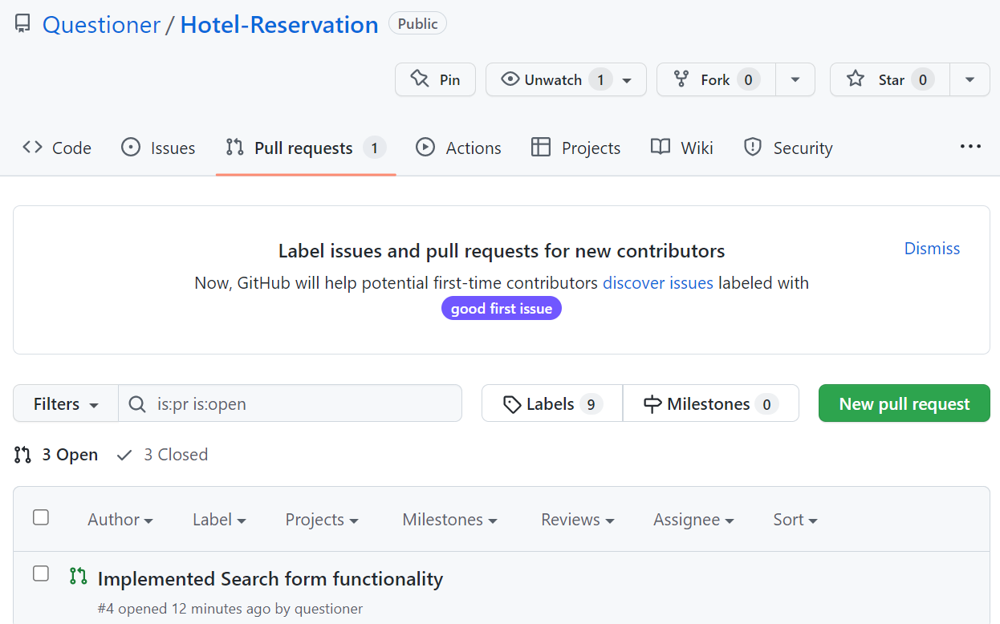 Questioner / Hotel-Reservation Public
Pin Unwatch 1 Fork 0 Star 0
Code Issues Pull requests 1 Actions Projects Wiki Security
Label issues and pull requests for new contributors
Dismiss
Now, GitHub will help potential first-time contributors discover issues labeled with
good first issue
Filters is:pr is:open Labels 9 Milestones 0 New pull request
3 Open 3 Closed
Author Label Projects Milestones Reviews Assignee Sort
Implemented Search form functionality
#4 opened 12 minutes ago by questioner